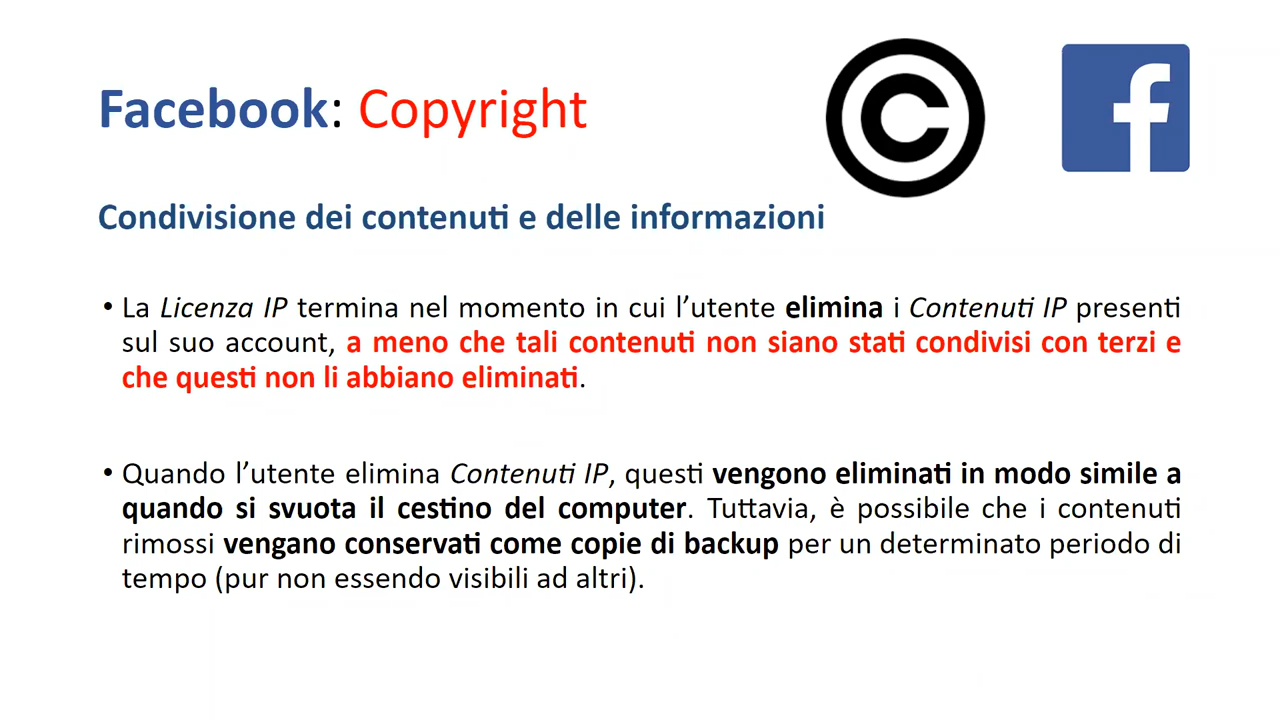 Facebook: Copyright
Condivisione dei contenuti e delle informazioni
• La Licenza IP termina nel momento in cui l’utente elimina i Contenuti IP presenti
sul suo account, a meno che tali contenuti non siano stati condivisi con terzi e
che questi non li abbiano eliminati.
• Quando l’utente elimina Contenuti IP, questi vengono eliminati in modo simile a
quando si svuota il cestino del computer. Tuttavia, è possibile che i contenuti
rimossi vengano conservati come copie di backup per un determinato periodo di
tempo (pur non essendo visibili ad altri).